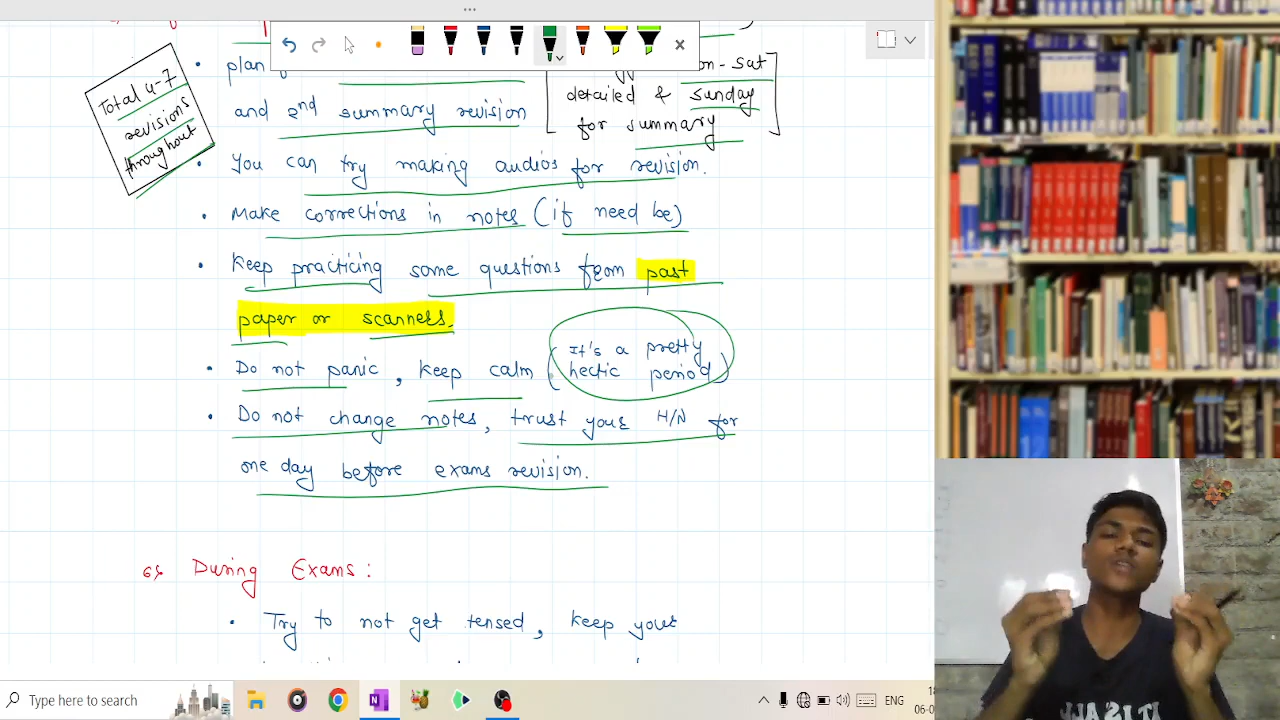 plan
and 2nd summary revision
on-sat
detailed & sunday
for summary
Total 4-7
revisions
throughout
• You can try making audios for revision.
• Make corrections in notes (if need be)
• Keep practicing some questions from past
paper or scanners.
• Do not panic, keep calm (It's a pretty
hectic period)
• Do not change notes, trust your H/N for
one day before exams revision.
6) During Exams:
• Try to not get tensed, keep your
Type here to search
ENG